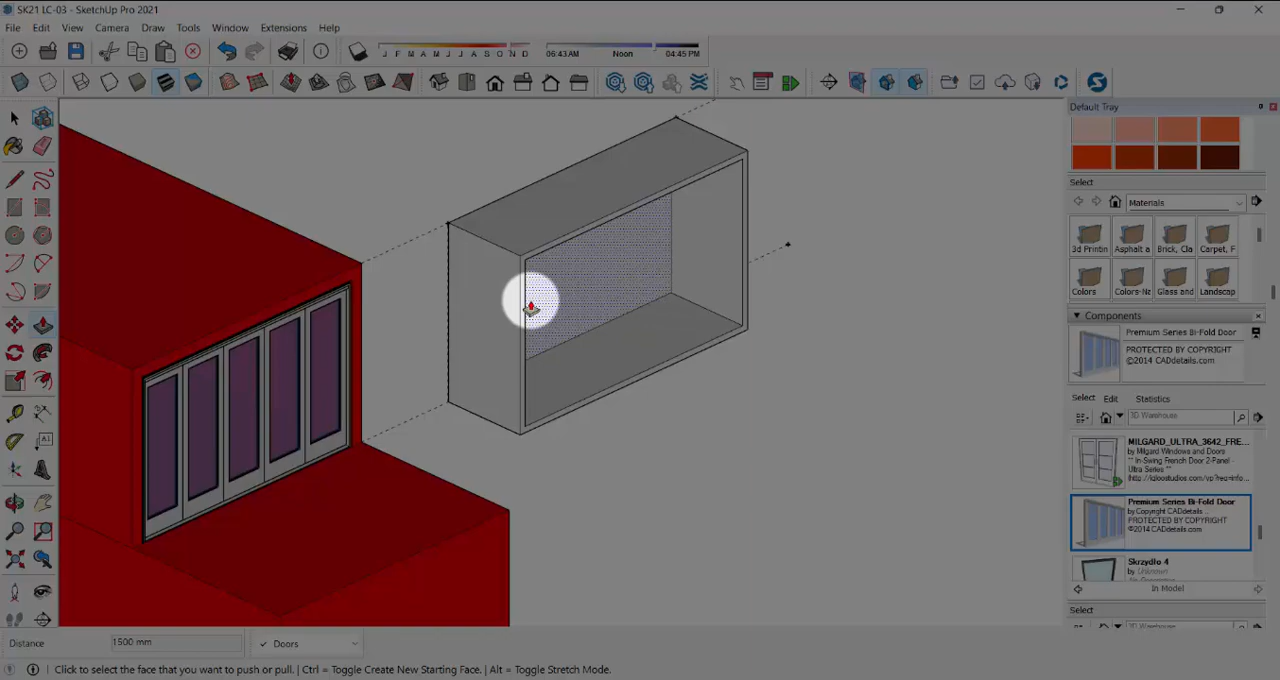 SK21 LC-03 - SketchUp Pro 2021
File Edit View Camera Draw Tools Window Extensions Help
J F M A M J J A S O N D 06:43 AM Noon 04:45 PM
Default Tray
Select
Materials
3d Printin Asphalt a Brick, Cla Carpet, F
Colors Colors-Na Glass and Landscap
Components
Premium Series Bi-Fold Door
PROTECTED BY COPYRIGHT
©2014 CADdetails.com
Select Edit Statistics
3D Warehouse
MILGARD_ULTRA_3642_FRE...
by Milgard Windows and Doors
** In-Swing French Door 2-Panel -
Ultra Series **
Premium Series Bi-Fold Door
by Copyright CADdetails ..
PROTECTED BY COPYRIGHT
©2014 CADdetails.com
Skrzydło 4
by Unknown
In Model
Select
Distance 1500 mm ✓ Doors
Click to select the face that you want to push or pull. | Ctrl = Toggle Create New Starting Face. | Alt = Toggle Stretch Mode.